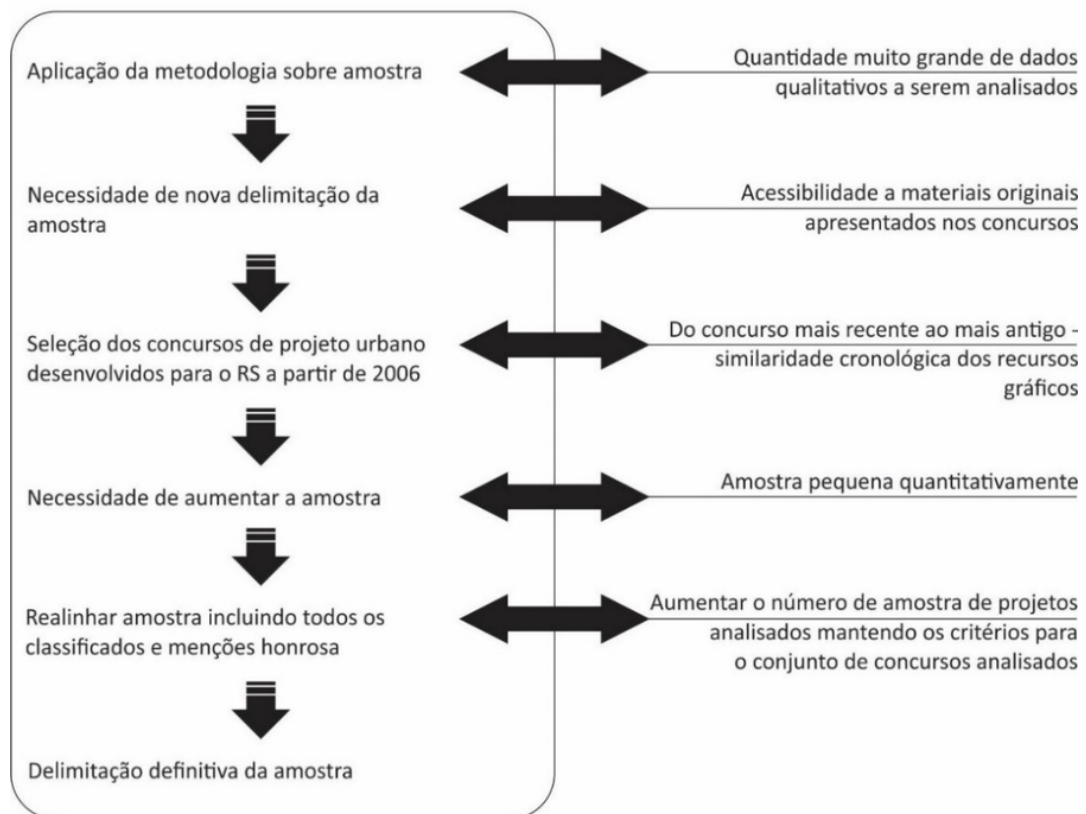 Aplicação da metodologia sobre amostra
Quantidade muito grande de dados
qualitativos a serem analisados
Necessidade de nova delimitação da
amostra
Acessibilidade a materiais originais
apresentados nos concursos
Seleção dos concursos de projeto urbano
desenvolvidos para o RS a partir de 2006
Do concurso mais recente ao mais antigo -
similaridade cronológica dos recursos
gráficos
Necessidade de aumentar a amostra
Amostra pequena quantitativamente
Realinhar amostra incluindo todos os
classificados e menções honrosa
Aumentar o número de amostra de projetos
analisados mantendo os critérios para
o conjunto de concursos analisados
Delimitação definitiva da amostra